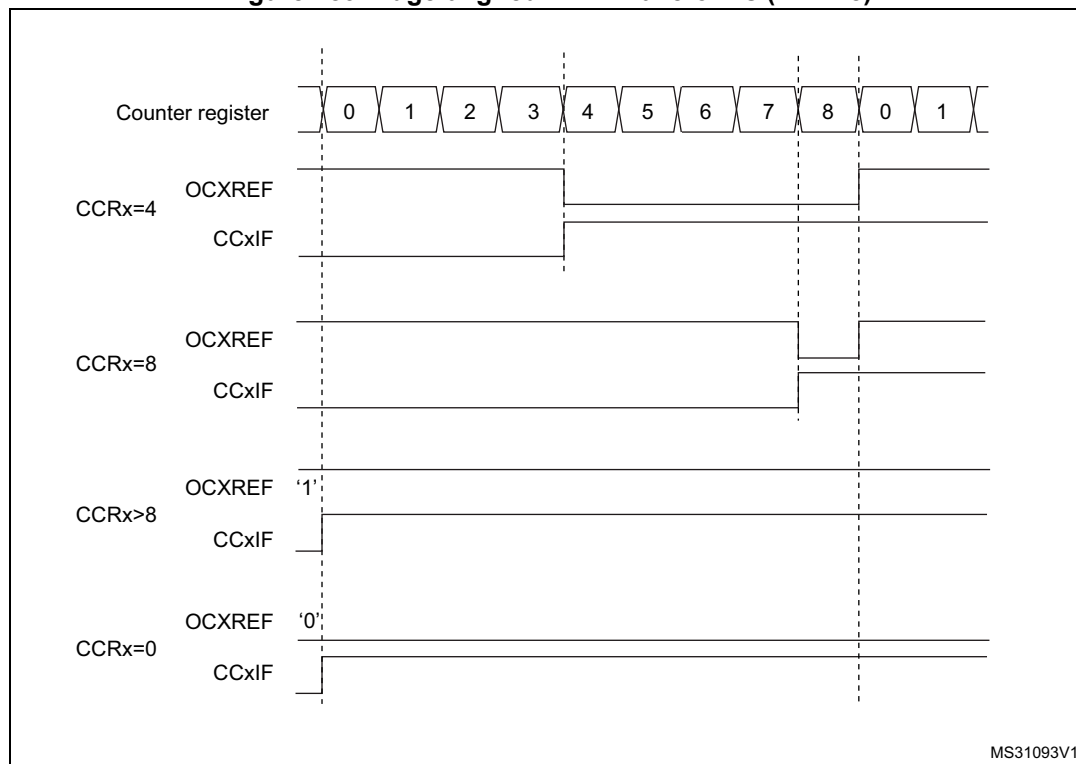 Counter register 0 1 2 3 4 5 6 7 8 0 1
OCXREF
CCRx=4
CCxIF
OCXREF
CCRx=8
CCxIF
OCXREF ‘1’
CCRx>8
CCxIF
OCXREF ‘0’
CCRx=0
CCxIF
MS31093V1